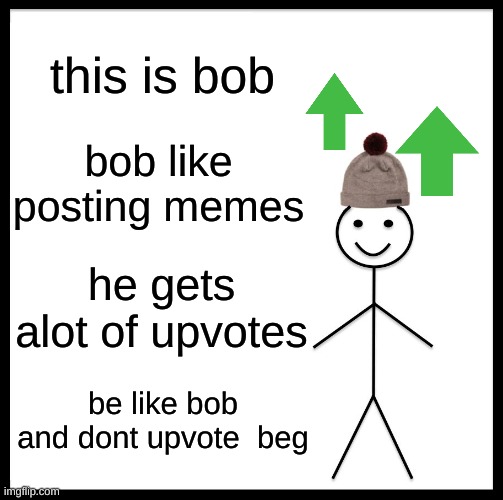 this is bob
bob like
posting memes
he gets
alot of upvotes
be like bob
and dont upvote  beg
imgflip.com